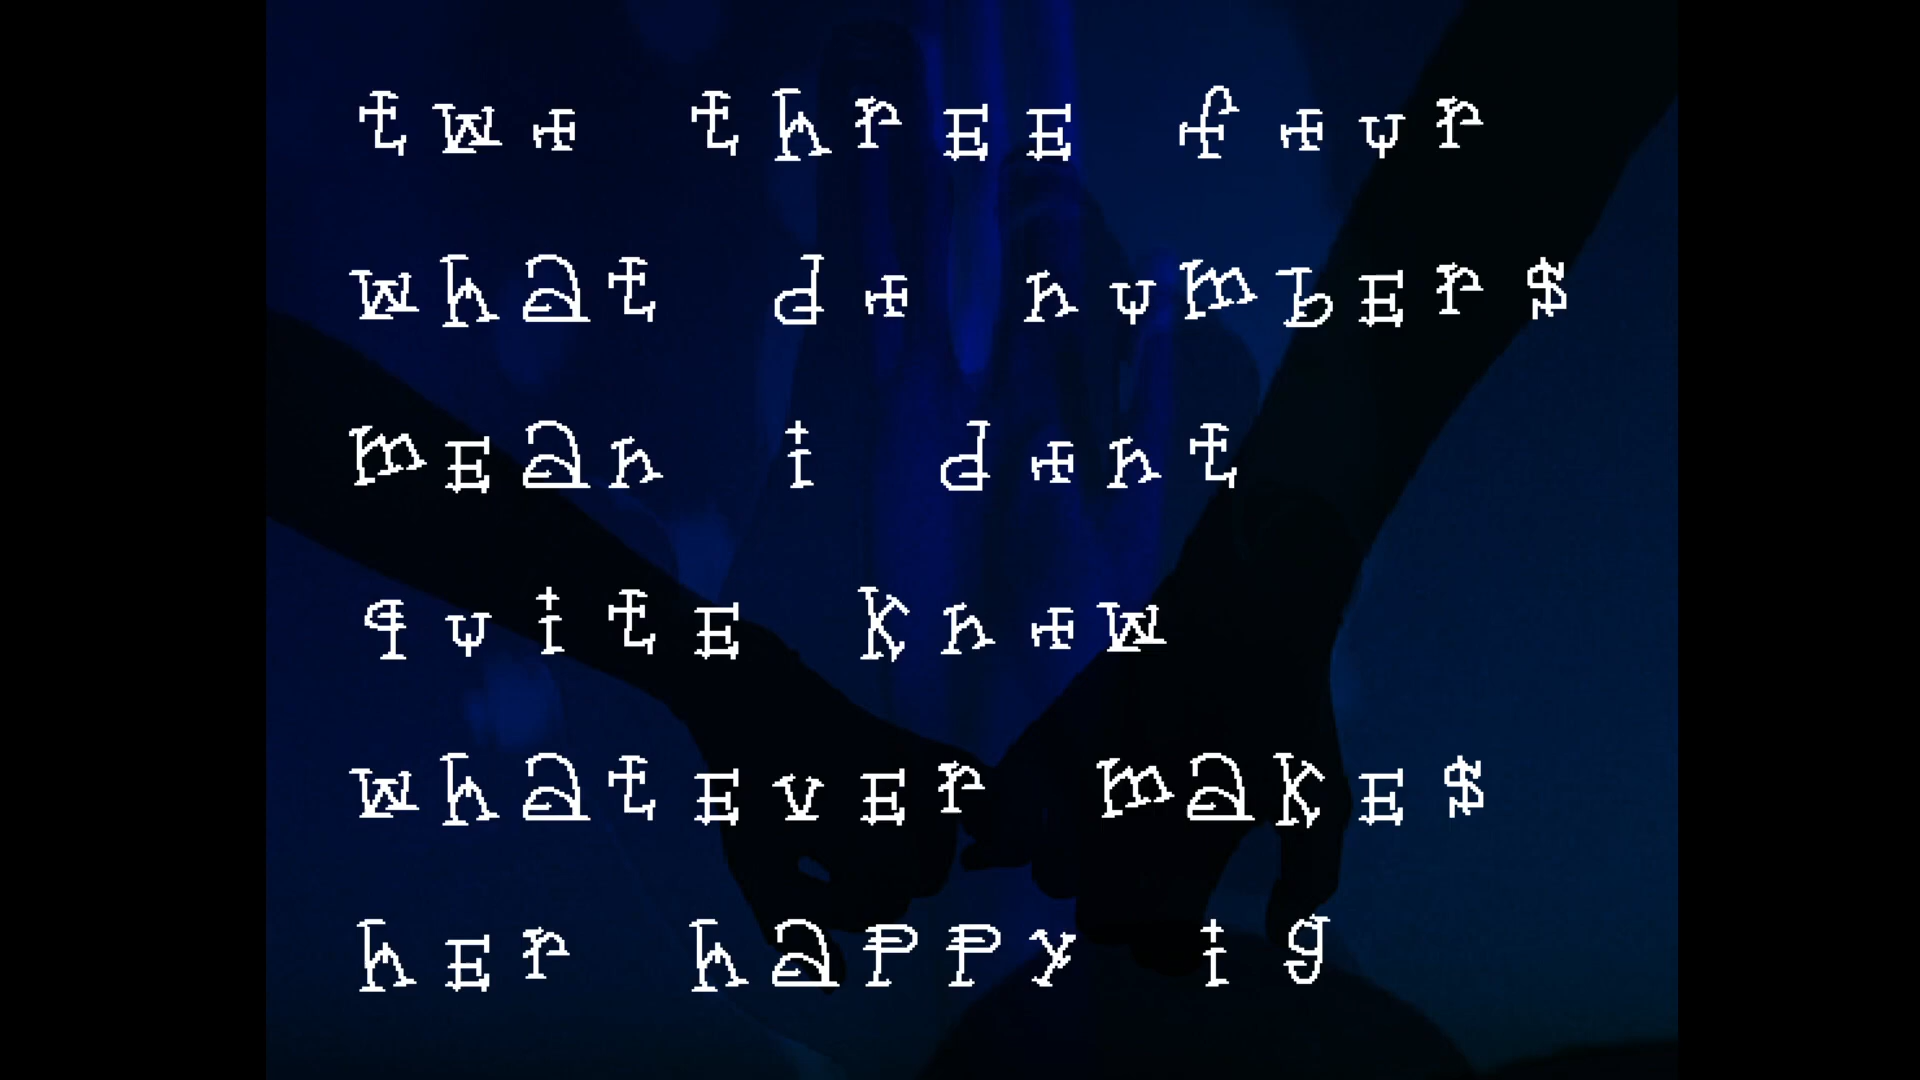 two three four
what do numberS
mean i dont
quite know
whatever makeS
her happy ig